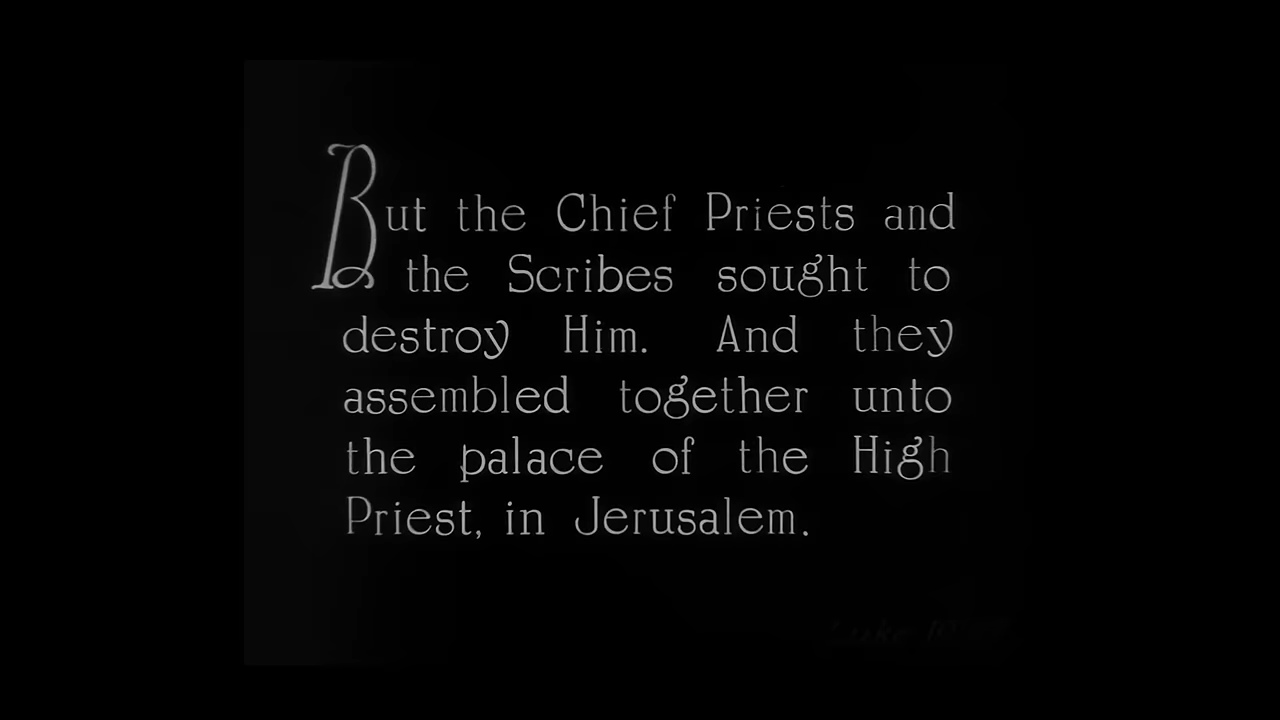 But the Chief Priests and
the Scribes sought to
destroy Him. And they
assembled together unto
the palace of the High
Priest, in Jerusalem.
Luke